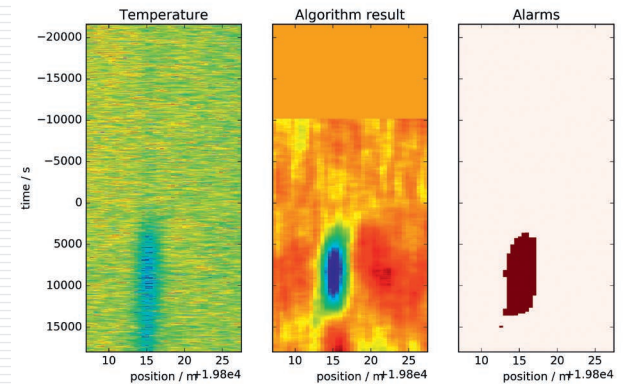 Temperature
Algorithm result
Alarms
−20000
−15000
−10000
−5000
0
5000
10000
15000
time / s
10 15 20 25
position / m +1.98e4
10 15 20 25
position / m +1.98e4
10 15 20 25
position / m +1.98e4